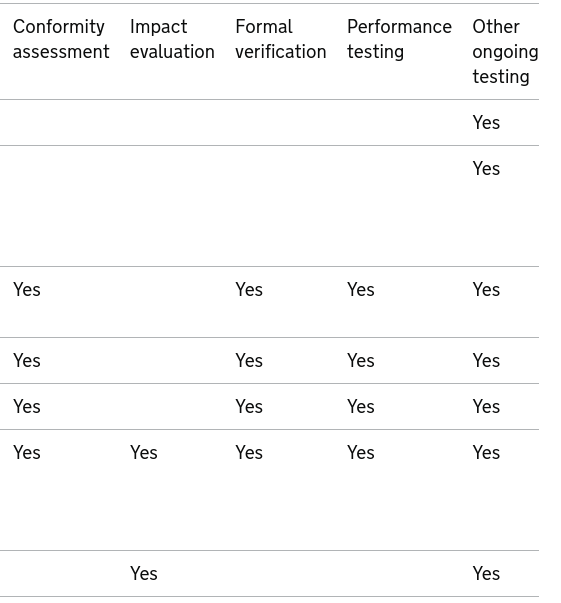 Conformity assessment	Impact evaluation	Formal verification	Performance testing	Other ongoing testing
Yes
Yes
Yes	Yes	Yes	Yes
Yes	Yes	Yes	Yes
Yes	Yes	Yes	Yes
Yes	Yes	Yes	Yes	Yes
Yes	Yes